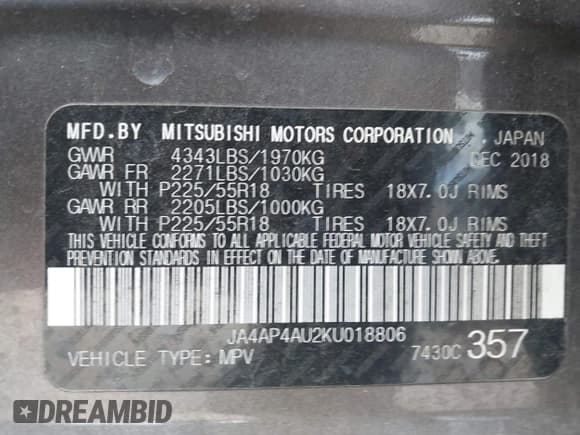 MFD.BY MITSUBISHI MOTORS CORPORATION JAPAN
GVWR 4343LBS/1970KG DEC 2018
GAWR FR 2271LBS/1030KG
WITH P225/55R18 TIRES 18X7.0J RIMS
GAWR RR 2205LBS/1000KG
WITH P225/55R18 TIRES 18X7.0J RIMS
THIS VEHICLE CONFORMS TO ALL APPLICABLE FEDERAL MOTOR VEHICLE SAFETY AND THEFT
PREVENTION STANDARDS IN EFFECT ON THE DATE OF MANUFACTURE SHOWN ABOVE.
JA4AP4AU2KU018806
VEHICLE TYPE: MPV 7430C 357
DREAMBID